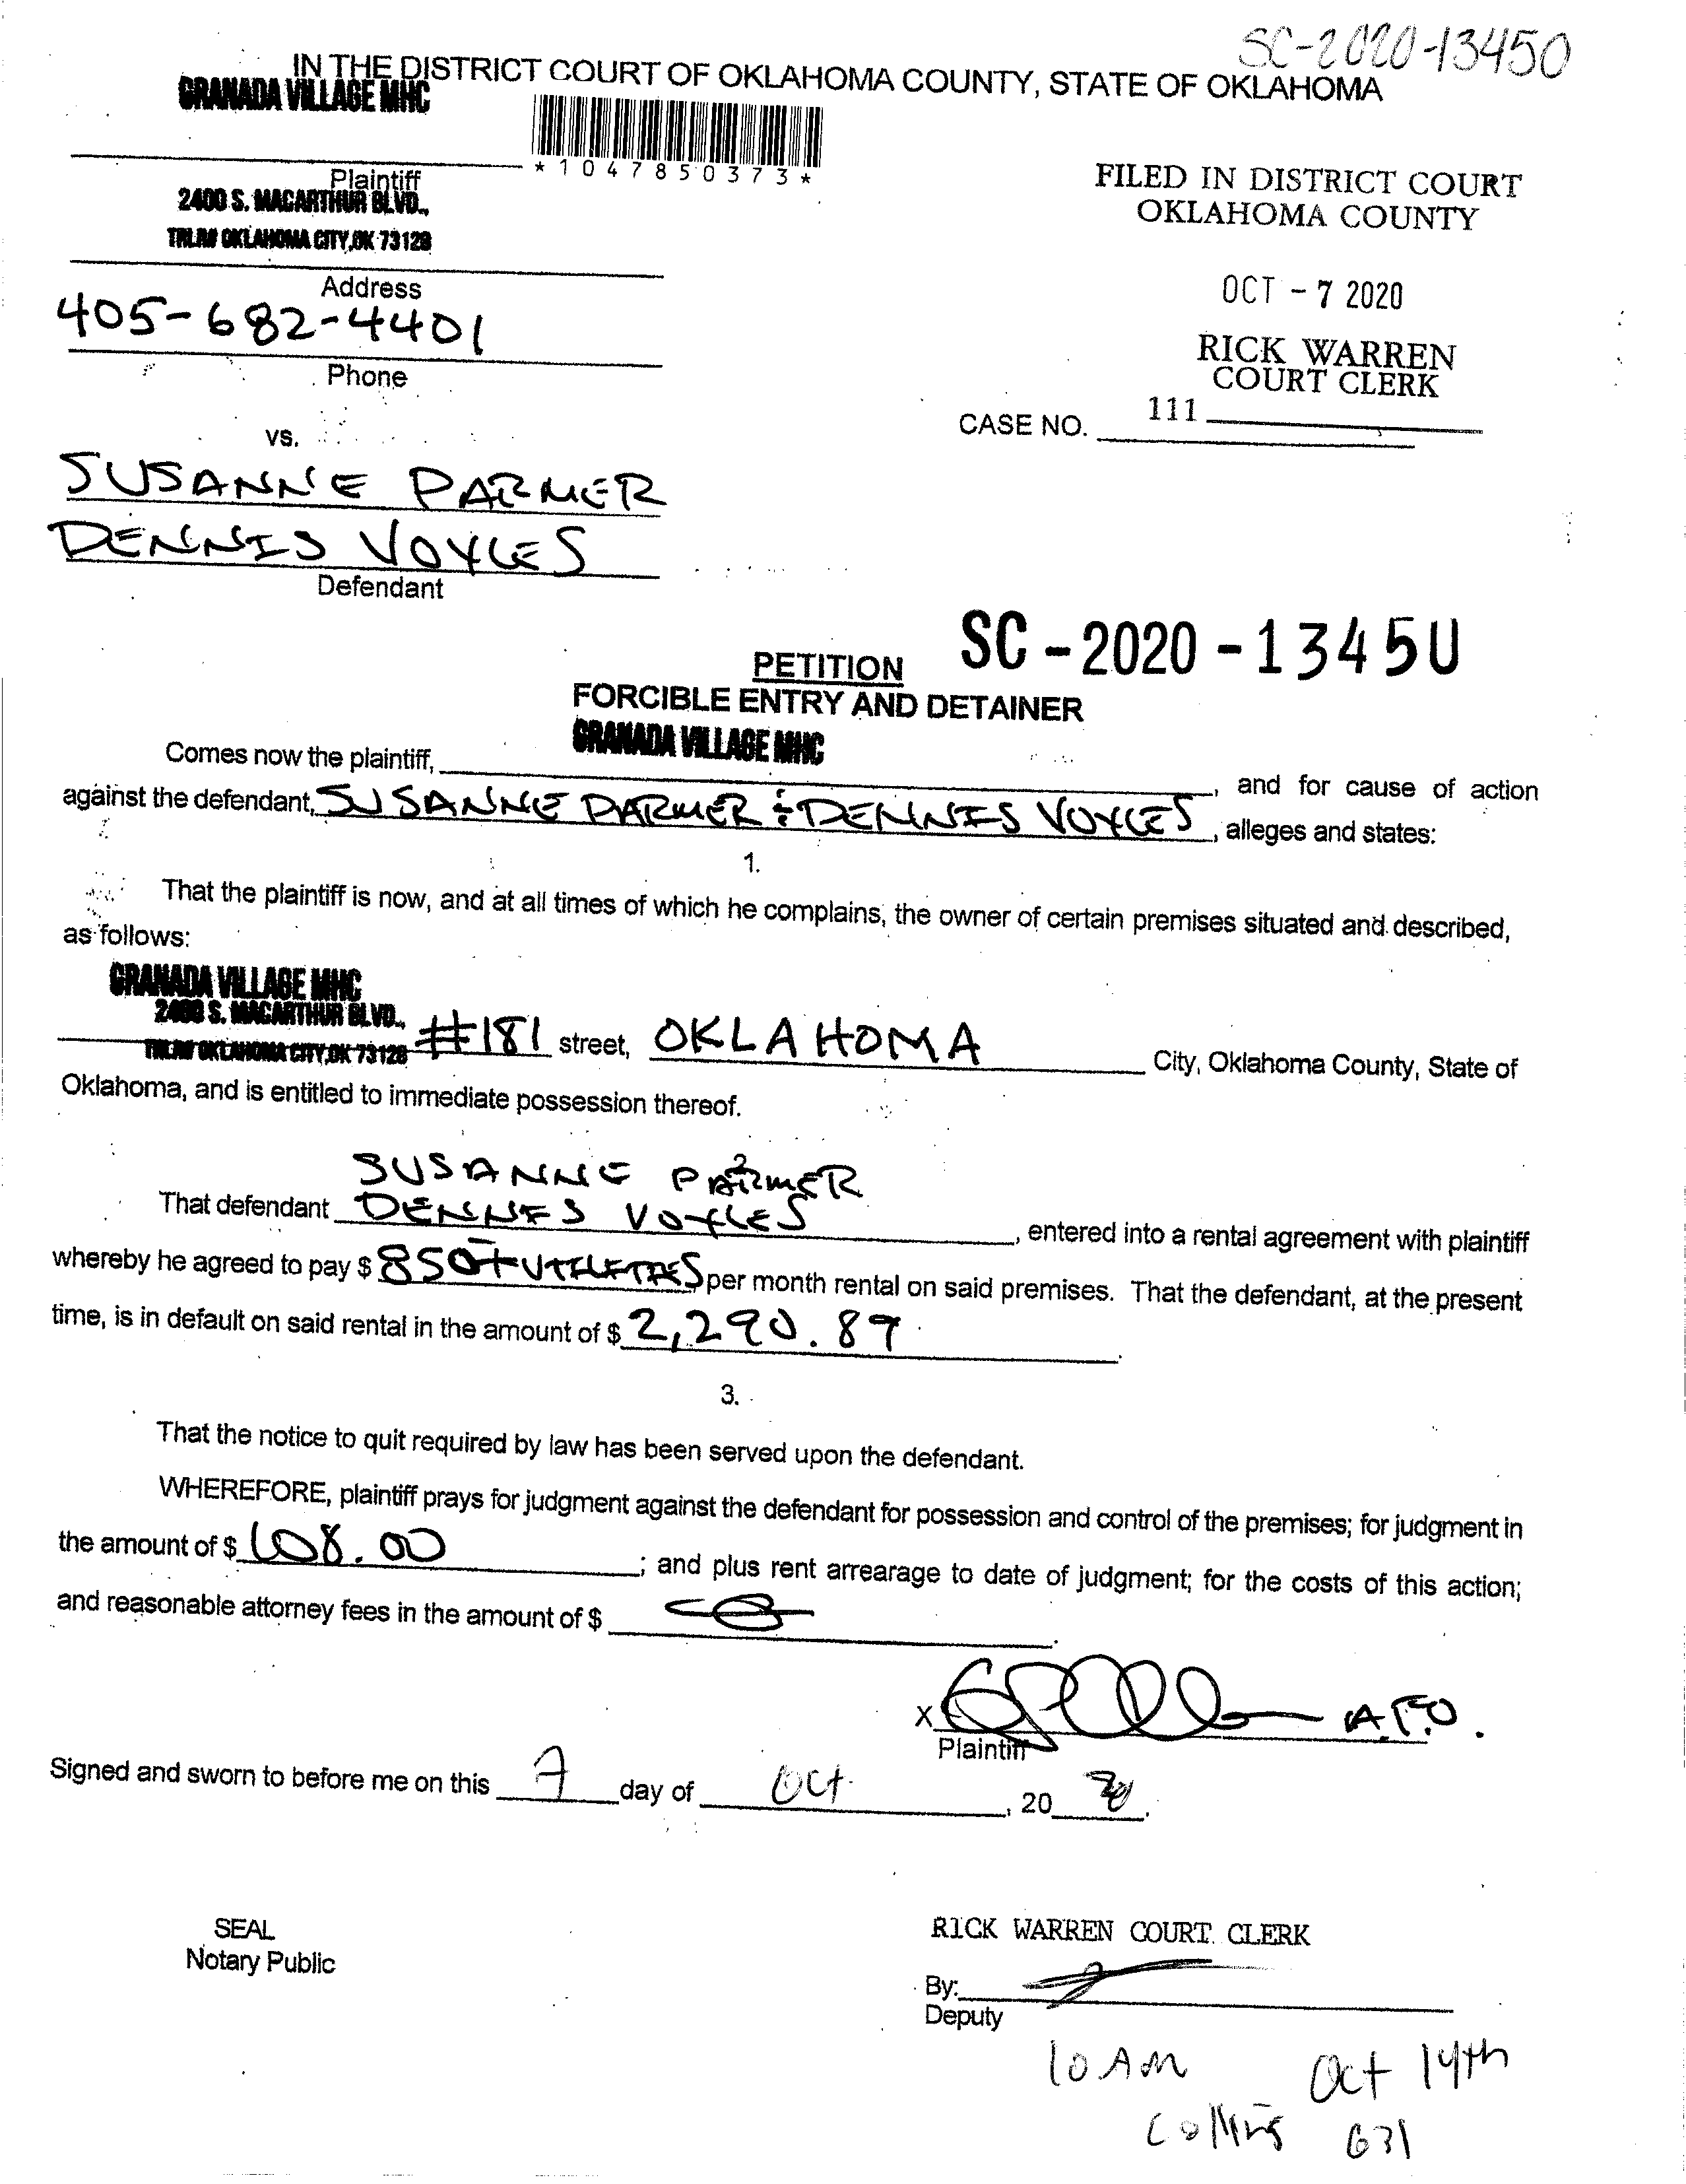 SC-2020-13450
IN THE DISTRICT COURT OF OKLAHOMA COUNTY, STATE OF OKLAHOMA
GRANADA VILLAGE MHC
*1047850373*
Plaintiff
2400 S. MACARTHUR BLVD.,
TRLR# OKLAHOMA CITY, OK 73128
Address
405-682-4401
Phone
FILED IN DISTRICT COURT
OKLAHOMA COUNTY
OCT - 7 2020
RICK WARREN
COURT CLERK
111
CASE NO.
vs.
SUSANNE PARMER
DENNIS VOYLES
Defendant
SC - 2020 - 1345U
PETITION
FORCIBLE ENTRY AND DETAINER
GRANADA VILLAGE MHC
Comes now the plaintiff, , and for cause of action
against the defendant, SUSANNE PARMER & DENNIS VOYLES, alleges and states:
1.
That the plaintiff is now, and at all times of which he complains, the owner of certain premises situated and described,
as follows:
GRANADA VILLAGE MHC
2400 S. MACARTHUR BLVD.,
TRLR# OKLAHOMA CITY, OK 73128 #181 street, OKLAHOMA City, Oklahoma County, State of
Oklahoma, and is entitled to immediate possession thereof.
2
SUSANNE PARMER
That defendant DENNIS VOYLES, entered into a rental agreement with plaintiff
whereby he agreed to pay $ 850+UTILITIES per month rental on said premises. That the defendant, at the present
time, is in default on said rental in the amount of $ 2,290.89.
3.
That the notice to quit required by law has been served upon the defendant.
WHEREFORE, plaintiff prays for judgment against the defendant for possession and control of the premises; for judgment in
the amount of $ 108.00; and plus rent arrearage to date of judgment; for the costs of this action;
and reasonable attorney fees in the amount of $
X
Plaintiff
Signed and sworn to before me on this 7 day of Oct. , 20 20.
SEAL
Notary Public
RICK WARREN COURT CLERK
By:
Deputy
10 AM Oct 14th
Collins 631